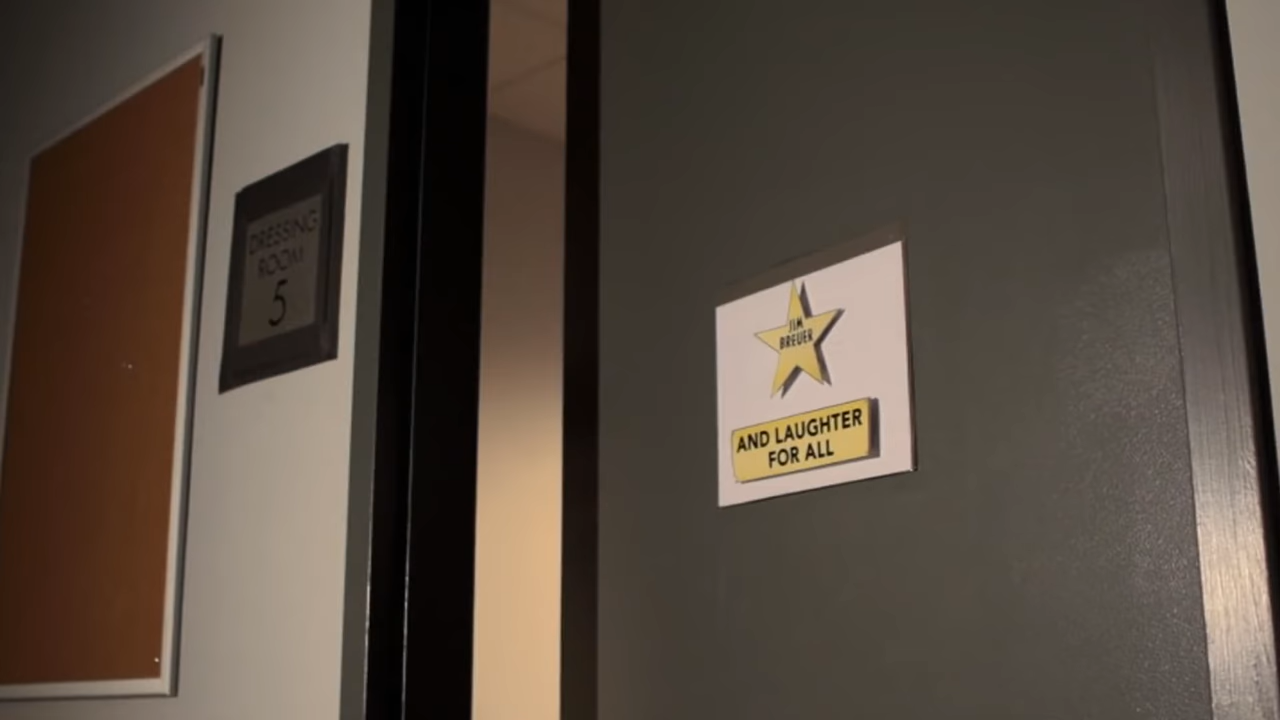 DRESSING
ROOM
5
JIM
BREUER
AND LAUGHTER
FOR ALL